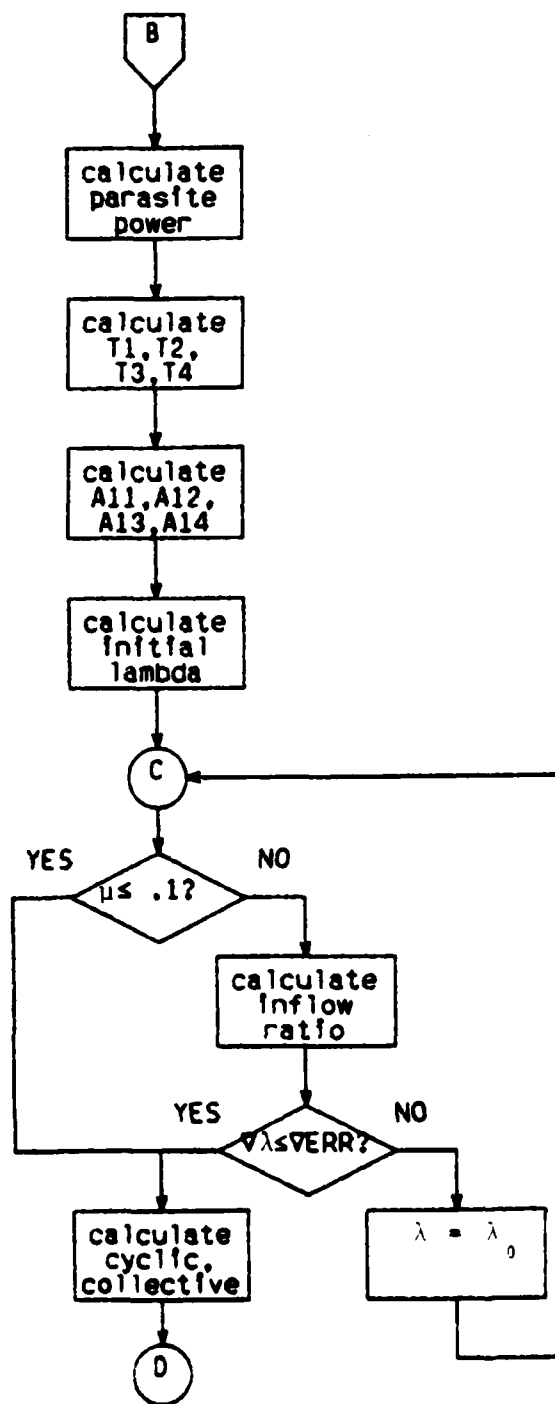 B
calculate
parasite
power
calculate
T1,T2,
T3,T4
calculate
A11,A12,
A13,A14
calculate
initial
lambda
C
YES
NO
μ≤ .1?
calculate
inflow
ratio
YES
NO
∇λ≤∇ERR?
calculate
cyclic,
collective
λ = λ₀
D